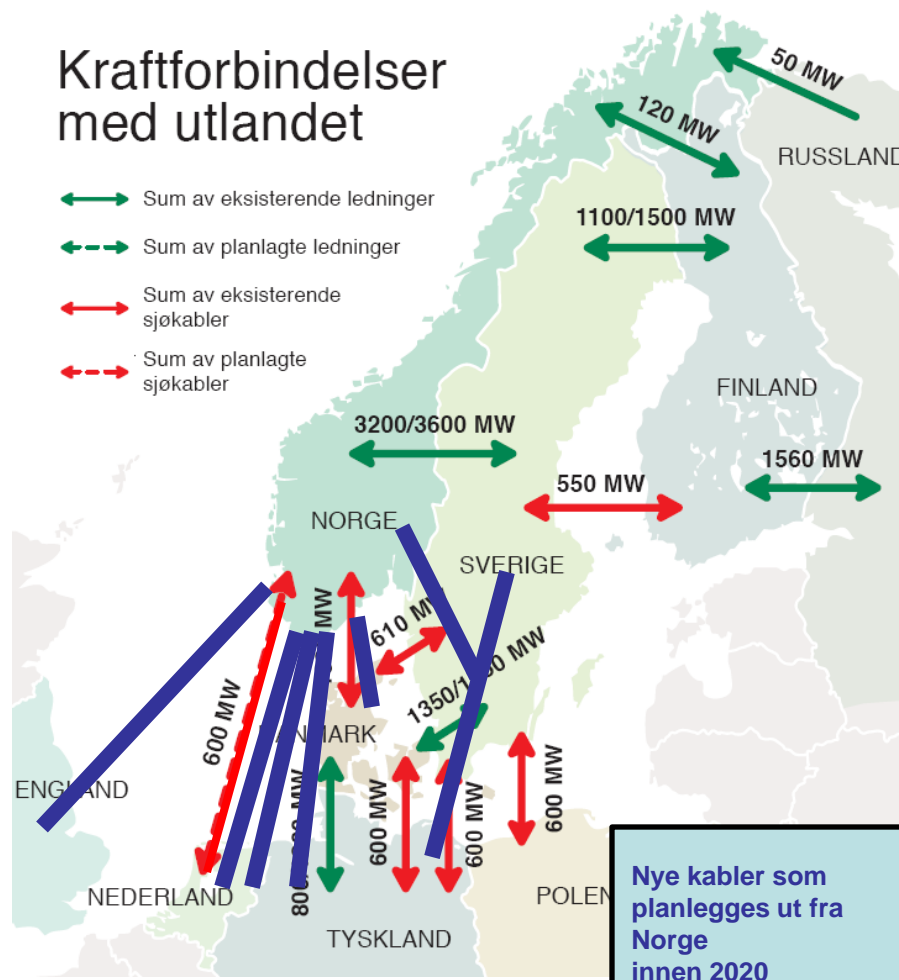 Kraftforbindelser
med utlandet
Sum av eksisterende ledninger
Sum av planlagte ledninger
Sum av eksisterende
sjøkabler
Sum av planlagte
sjøkabler
50 MW
120 MW
RUSSLAND
1100/1500 MW
FINLAND
3200/3600 MW
1560 MW
550 MW
NORGE
SVERIGE
MW
610 MW
1350/ MW
600 MW
ENGLAND
600 MW
600 MW
600 MW
NEDERLAND
POLEN
TYSKLAND
Nye kabler som
planlegges ut fra
Norge
innen 2020